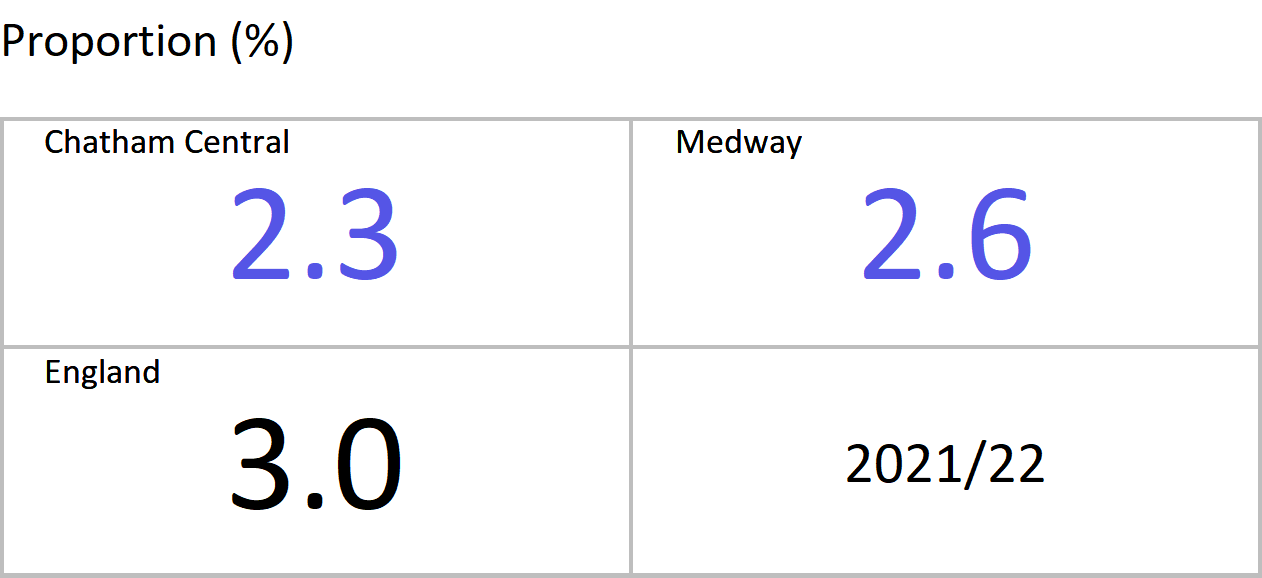 Proportion (%)
Chatham Central
2.3
Medway
2.6
England
3.0
2021/22